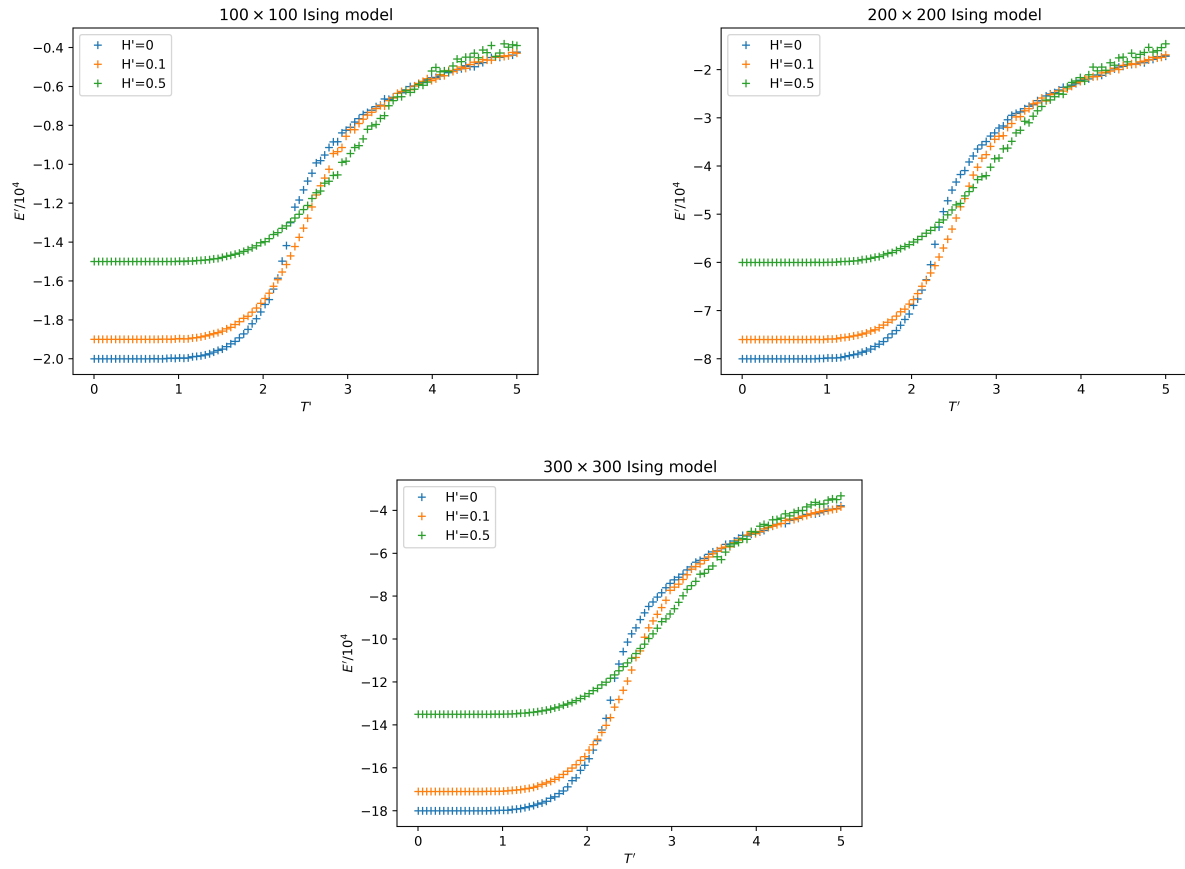 100 × 100 Ising model
H'=0
H'=0.1
H'=0.5
−0.4
−0.6
−0.8
−1.0
−1.2
−1.4
−1.6
−1.8
−2.0
E'/10⁴
0 1 2 3 4 5
T'
200 × 200 Ising model
H'=0
H'=0.1
H'=0.5
−2
−3
−4
−5
−6
−7
−8
E'/10⁴
0 1 2 3 4 5
T'
300 × 300 Ising model
H'=0
H'=0.1
H'=0.5
−4
−6
−8
−10
−12
−14
−16
−18
E'/10⁴
0 1 2 3 4 5
T'